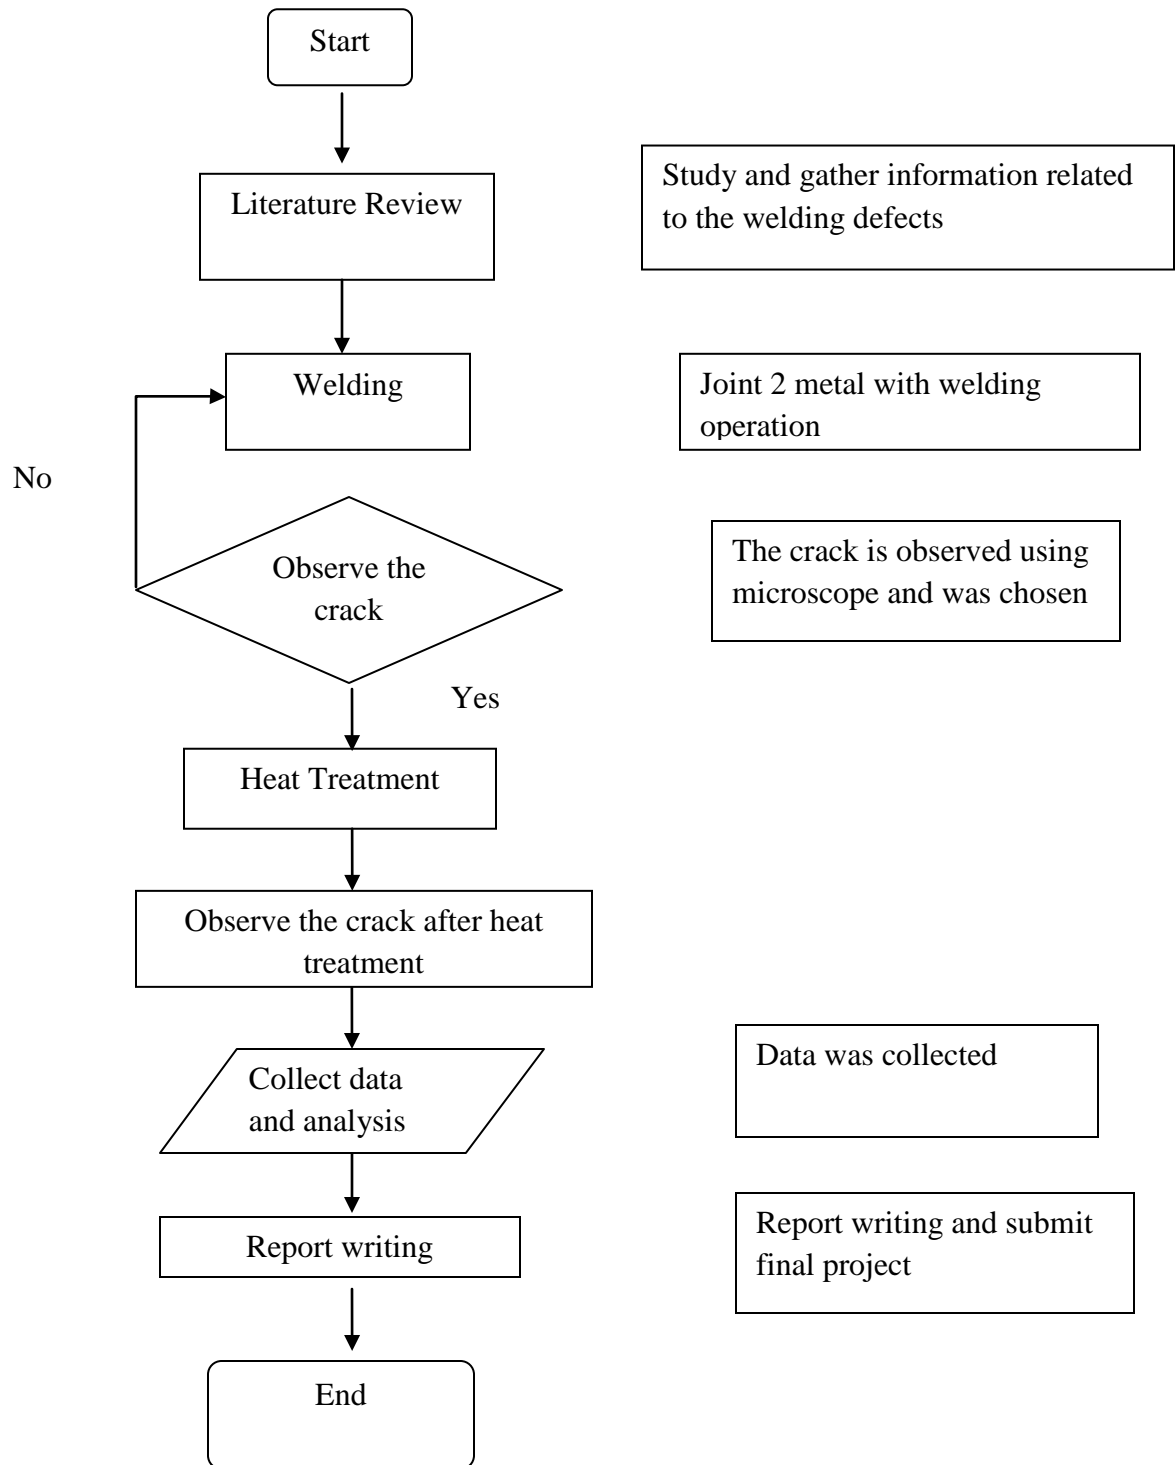 Start
Literature Review
Study and gather information related
to the welding defects
Welding
Joint 2 metal with welding
operation
No
Observe the
crack
The crack is observed using
microscope and was chosen
Yes
Heat Treatment
Observe the crack after heat
treatment
Collect data
and analysis
Data was collected
Report writing
Report writing and submit
final project
End